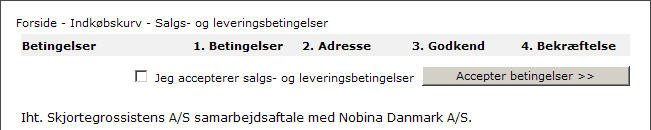 Forside - Indkøbskurv - Salgs- og leveringsbetingelser
Betingelser 1. Betingelser 2. Adresse 3. Godkend 4. Bekræftelse
Jeg accepterer salgs- og leveringsbetingelser Accepter betingelser >>
Iht. Skjortegrossistens A/S samarbejdsaftale med Nobina Danmark A/S.